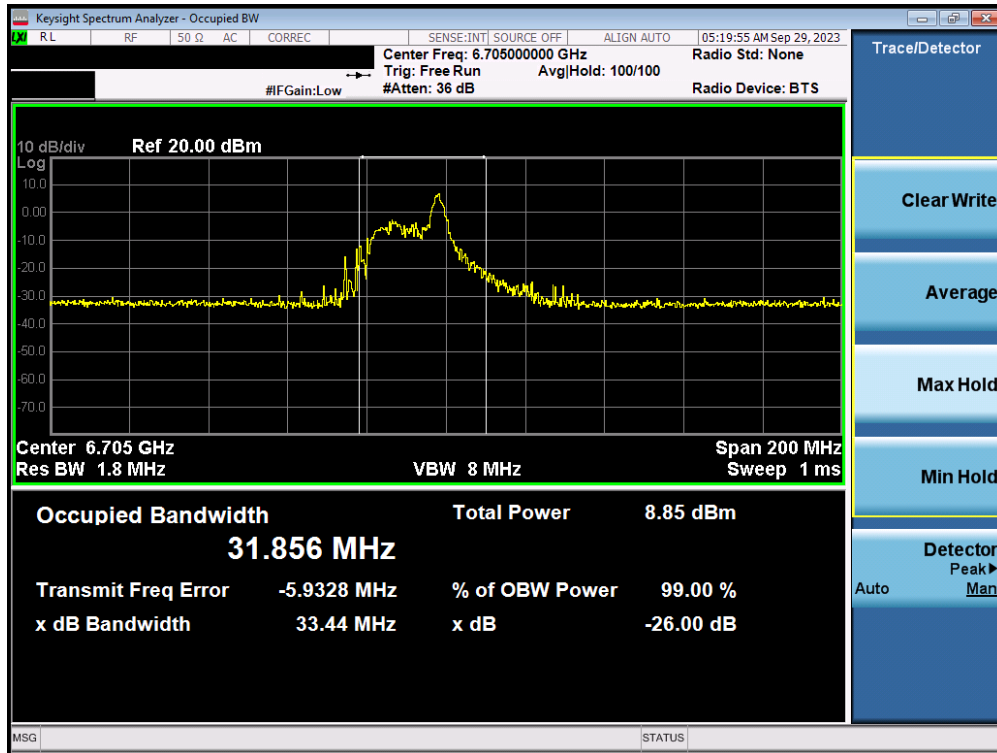 Keysight Spectrum Analyzer - Occupied BW
LXI RL RF 50 Ω AC CORREC SENSE:INT SOURCE OFF ALIGN AUTO 05:19:55 AM Sep 29, 2023
Center Freq: 6.705000000 GHz Radio Std: None
Trig: Free Run Avg|Hold: 100/100
#IFGain:Low #Atten: 36 dB Radio Device: BTS
10 dB/div Ref 20.00 dBm
Log
10.0
0.00
-10.0
-20.0
-30.0
-40.0
-50.0
-60.0
-70.0
Center 6.705 GHz Span 200 MHz
Res BW 1.8 MHz VBW 8 MHz Sweep 1 ms
Occupied Bandwidth Total Power 8.85 dBm
31.856 MHz
Transmit Freq Error -5.9328 MHz % of OBW Power 99.00 %
x dB Bandwidth 33.44 MHz x dB -26.00 dB
MSG STATUS
Trace/Detector
Clear Write
Average
Max Hold
Min Hold
Detector
Peak▶
Auto Man